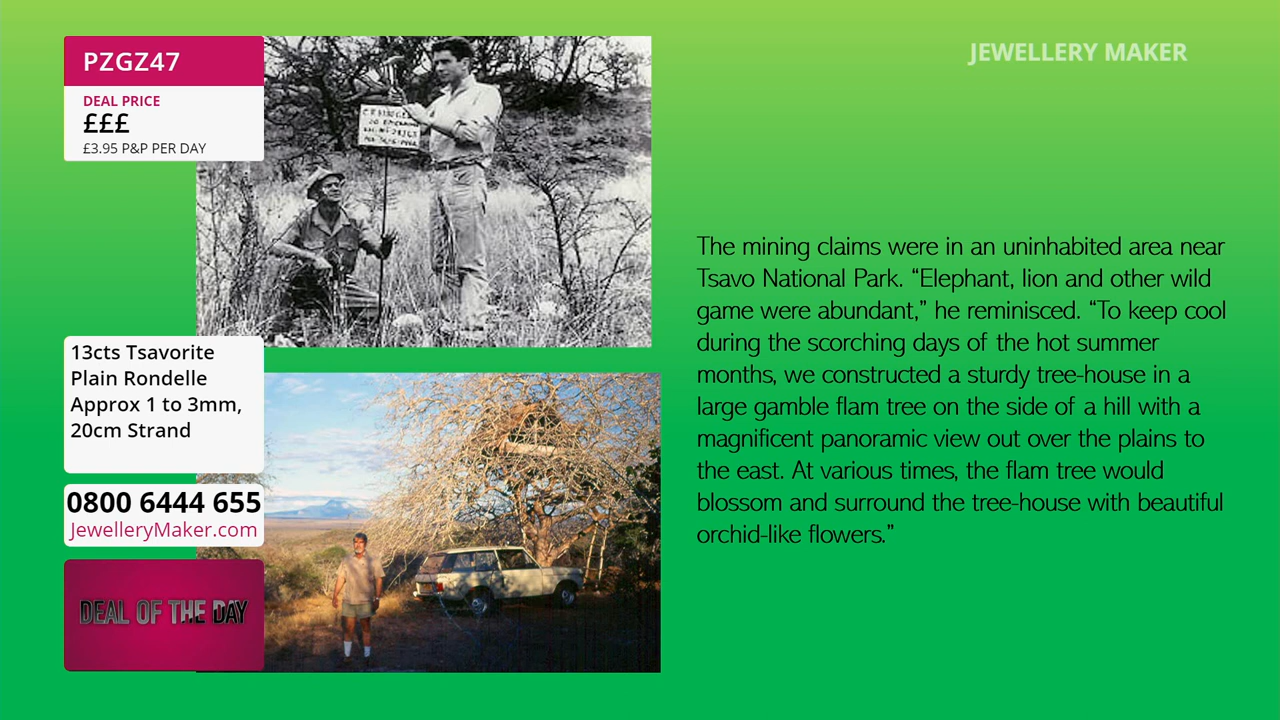 PZGZ47
DEAL PRICE
£££
£3.95 P&P PER DAY
13cts Tsavorite
Plain Rondelle
Approx 1 to 3mm,
20cm Strand
0800 6444 655
JewelleryMaker.com
DEAL OF THE DAY
JEWELLERY MAKER
The mining claims were in an uninhabited area near
Tsavo National Park. “Elephant, lion and other wild
game were abundant,” he reminisced. “To keep cool
during the scorching days of the hot summer
months, we constructed a sturdy tree-house in a
large gamble flam tree on the side of a hill with a
magnificent panoramic view out over the plains to
the east. At various times, the flam tree would
blossom and surround the tree-house with beautiful
orchid-like flowers.”